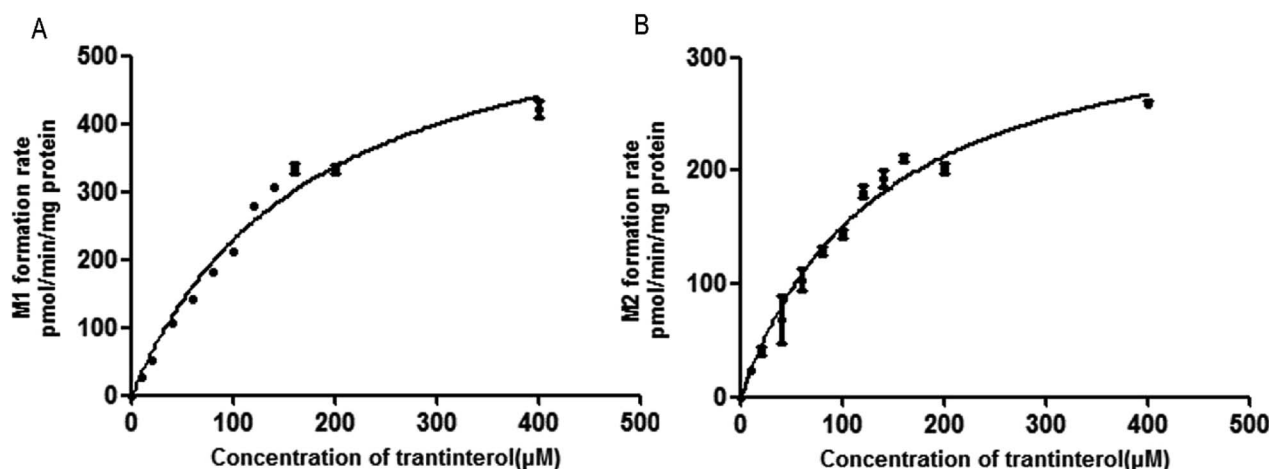 A
500
400
300
200
100
0
M1 formation rate
pmol/min/mg protein
0 100 200 300 400 500
Concentration of trantinterol(µM)
B
300
200
100
0
M2 formation rate
pmol/min/mg protein
0 100 200 300 400 500
Concentration of trantinterol(µM)